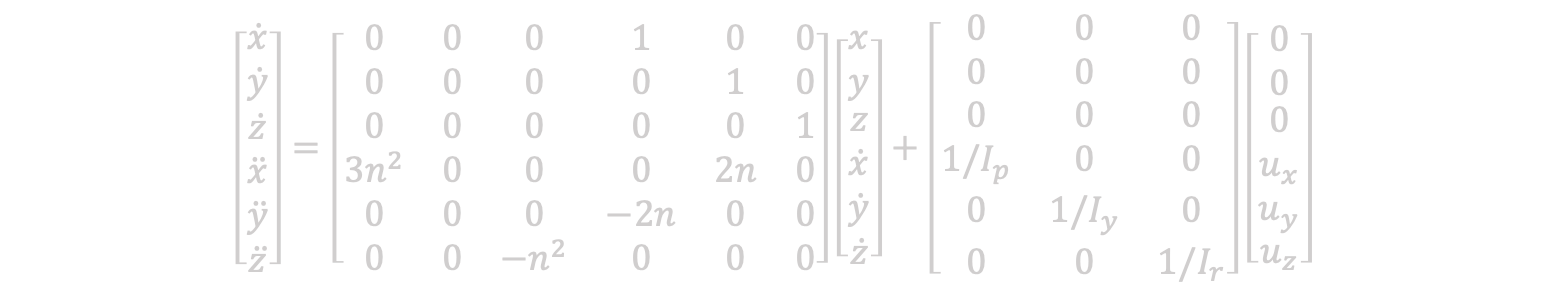 ẋ 0 0 0 1 0 0 x 0 0 0 0
ẏ 0 0 0 0 1 0 y 0 0 0 0
ż 0 0 0 0 0 1 z 0 0 0 0
ẍ = 3n² 0 0 0 2n 0 ẋ + 1/Iₚ 0 0 uₓ
ÿ 0 0 0 −2n 0 0 ẏ 0 1/I_y 0 u_y
z̈ 0 0 −n² 0 0 0 ż 0 0 1/Iᵣ u_z